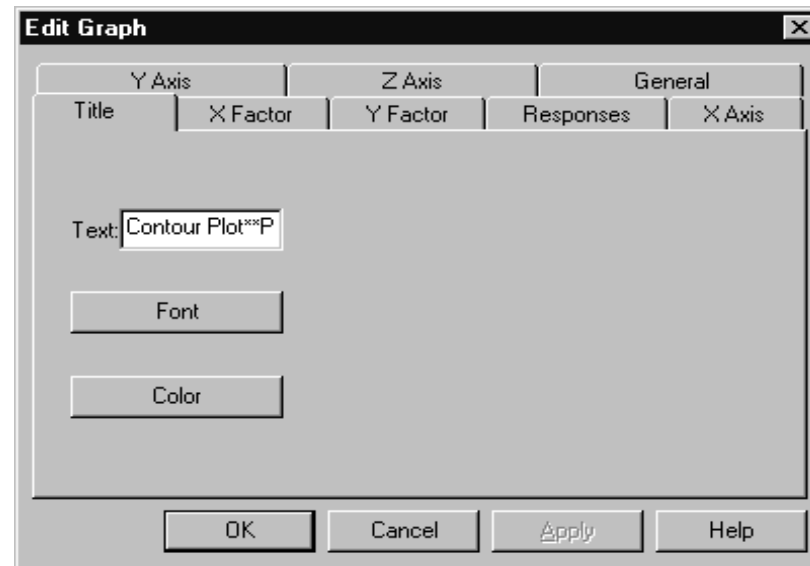 Edit Graph
Y Axis Z Axis General
Title X Factor Y Factor Responses X Axis
Text: Contour Plot**P
Font
Color
OK Cancel Apply Help